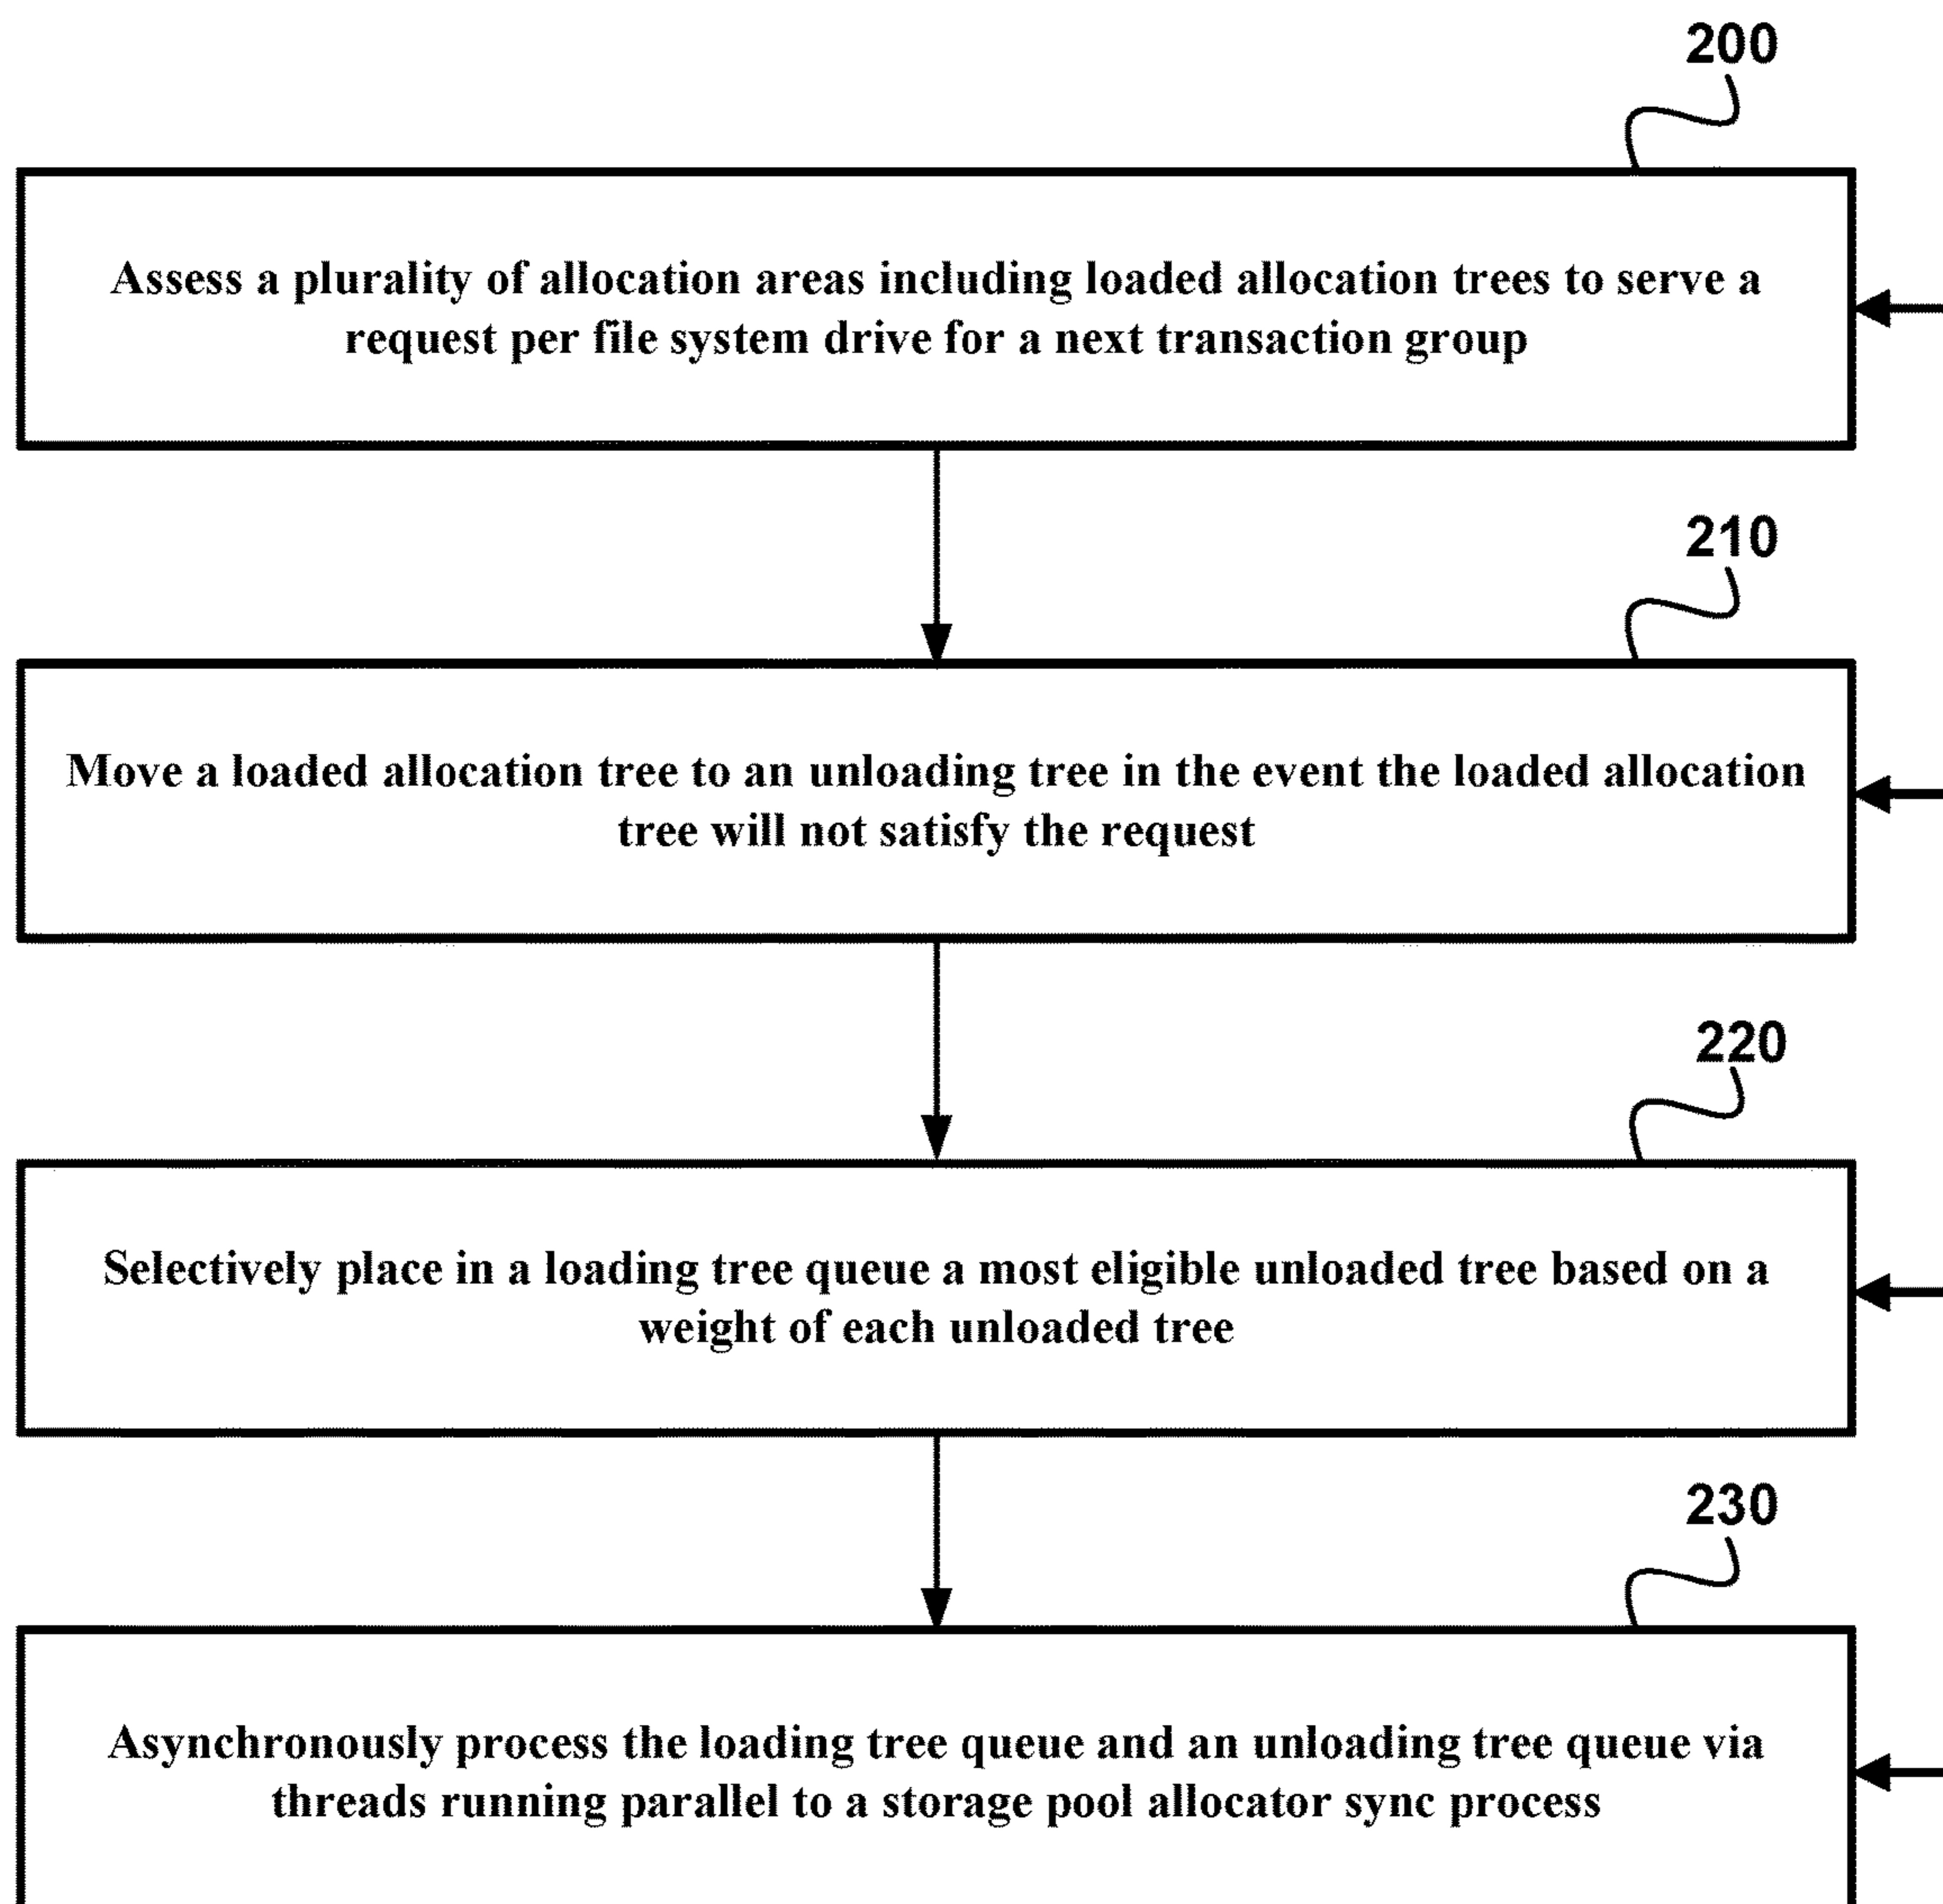 200
Assess a plurality of allocation areas including loaded allocation trees to serve a
request per file system drive for a next transaction group
210
Move a loaded allocation tree to an unloading tree in the event the loaded allocation
tree will not satisfy the request
220
Selectively place in a loading tree queue a most eligible unloaded tree based on a
weight of each unloaded tree
230
Asynchronously process the loading tree queue and an unloading tree queue via
threads running parallel to a storage pool allocator sync process